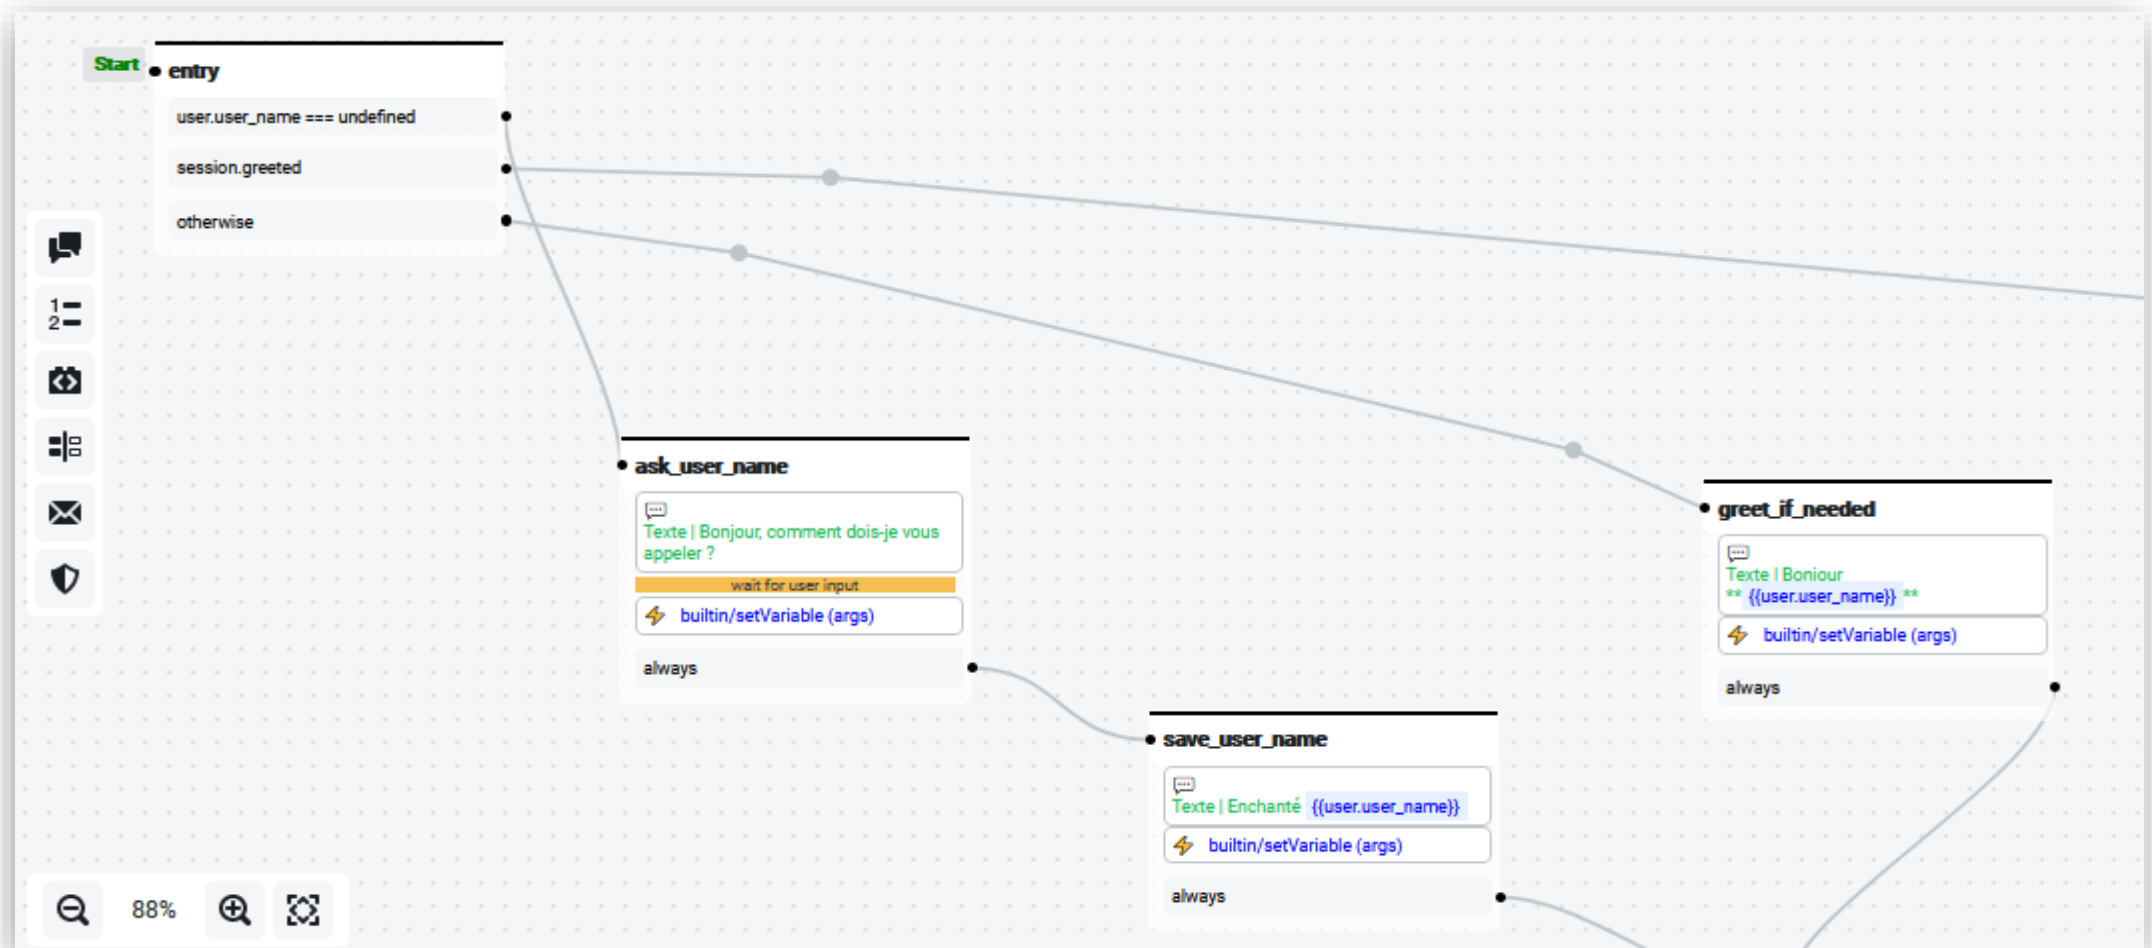 Start
entry
user.user_name === undefined
session.greeted
otherwise
1
2
ask_user_name
Texte | Bonjour, comment dois-je vous
appeler ?
wait for user input
builtin/setVariable (args)
always
greet_if_needed
Texte | Bonjour
** {{user.user_name}} **
builtin/setVariable (args)
always
save_user_name
Texte | Enchanté {{user.user_name}}
builtin/setVariable (args)
always
88%